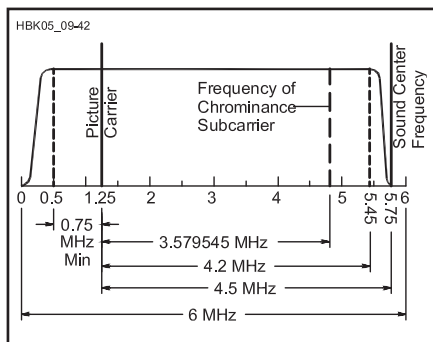 HBK05_09-42
Picture
Carrier
Frequency of
Chrominance
Subcarrier
Sound Center
Frequency
0 0.5 1.25 2 3 4 5 5.45 5.75 6
0.75
MHz
Min
3.579545 MHz
4.2 MHz
4.5 MHz
6 MHz